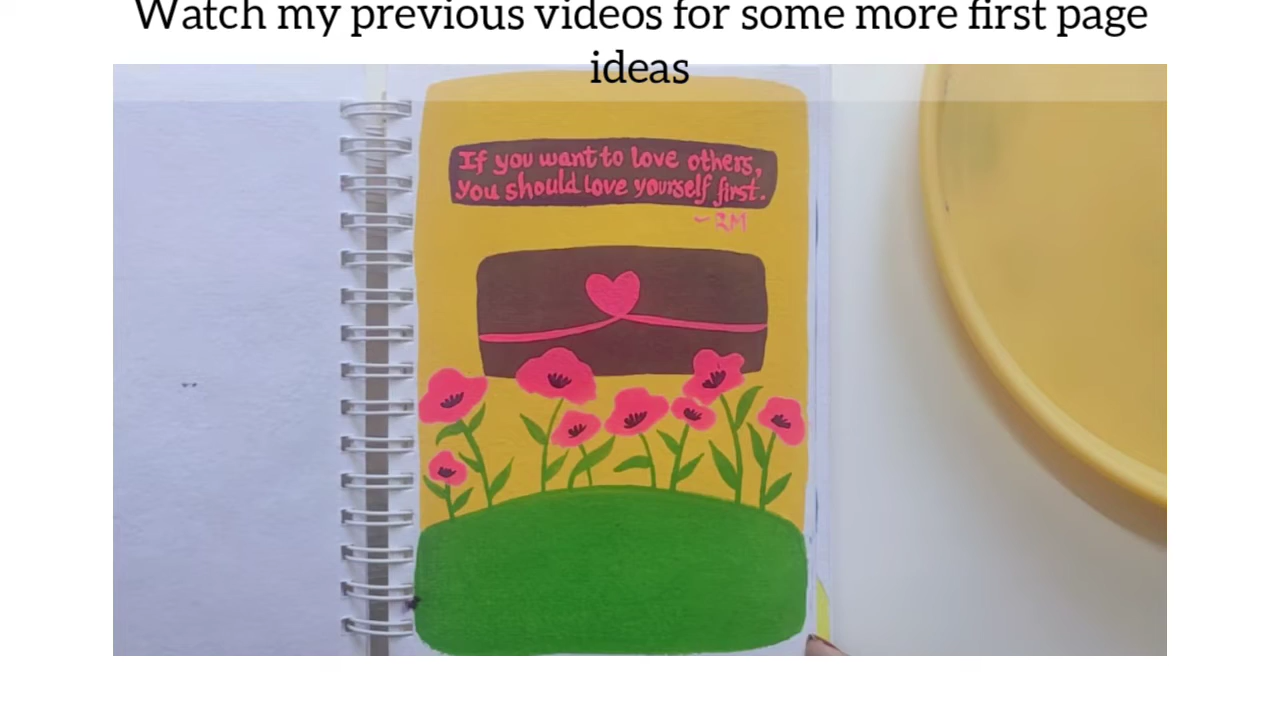 Watch my previous videos for some more first page
ideas
If you want to love others,
you should love yourself first.
~ RM